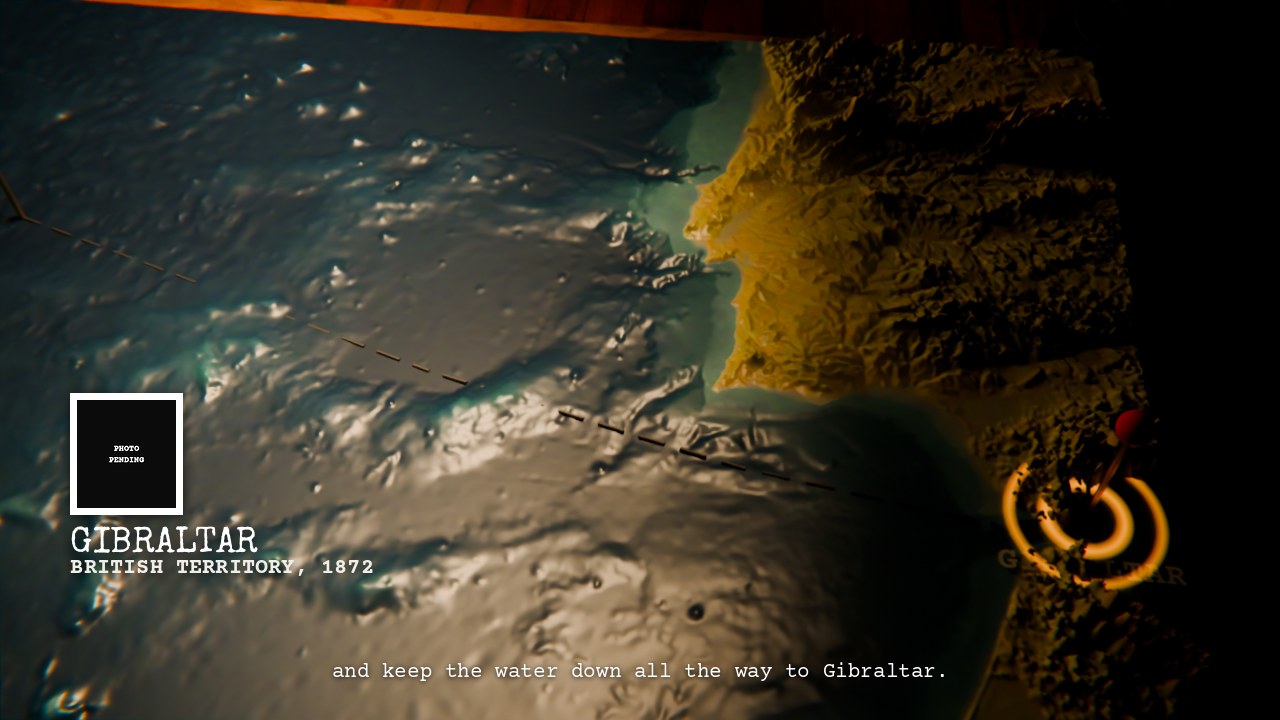 PHOTO
PENDING
GIBRALTAR
BRITISH TERRITORY, 1872
and keep the water down all the way to Gibraltar.